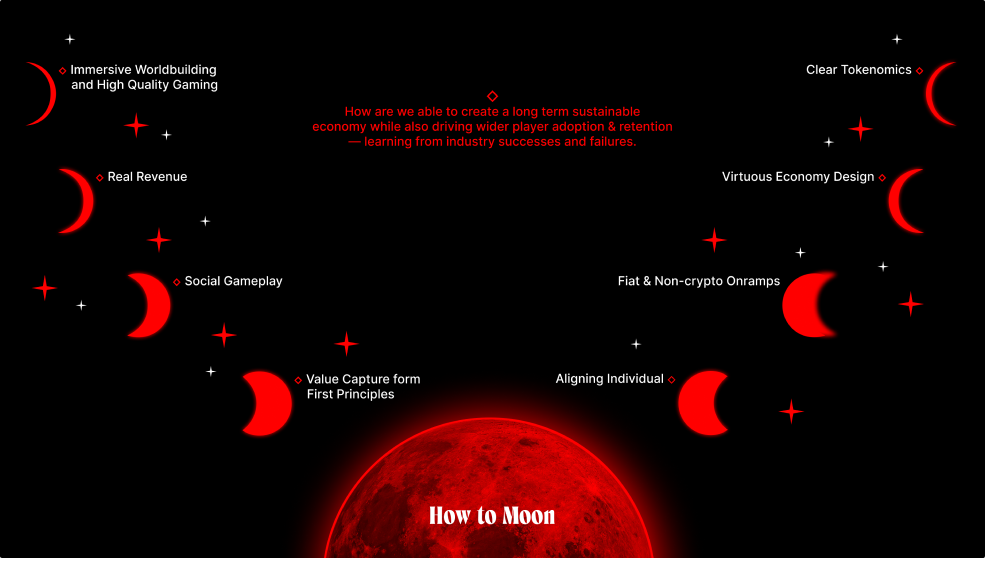 Immersive Worldbuilding
and High Quality Gaming
Real Revenue
Social Gameplay
Value Capture form
First Principles
How are we able to create a long term sustainable
economy while also driving wider player adoption & retention
— learning from industry successes and failures.
Clear Tokenomics
Virtuous Economy Design
Fiat & Non-crypto Onramps
Aligning Individual
How to Moon